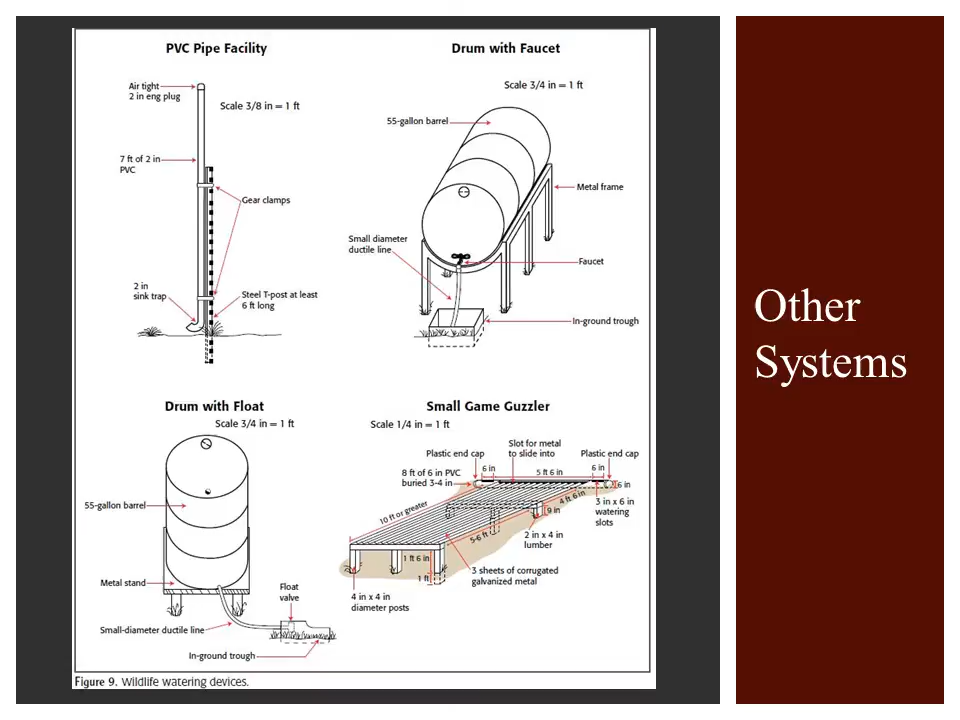 PVC Pipe Facility
Air tight
2 in eng plug
Scale 3/8 in = 1 ft
7 ft of 2 in
PVC
Gear clamps
2 in
sink trap
Steel T-post at least
6 ft long
Drum with Faucet
Scale 3/4 in = 1 ft
55-gallon barrel
Metal frame
Small diameter
ductile line
Faucet
In-ground trough
Drum with Float
Scale 3/4 in = 1 ft
55-gallon barrel
Metal stand
Float
valve
Small-diameter ductile line
In-ground trough
Small Game Guzzler
Scale 1/4 in = 1 ft
Slot for metal
to slide into
Plastic end cap
Plastic end cap
8 ft of 6 in PVC
buried 3-4 in
6 in
5 ft 6 in
6 in
6 in
10 ft or greater
4 ft 6 in
9 in
3 in x 6 in
watering
slots
5-6 ft
2 in x 4 in
lumber
1 ft 6 in
1 ft
3 sheets of corrugated
galvanized metal
4 in x 4 in
diameter posts
Figure 9. Wildlife watering devices.
Other
Systems